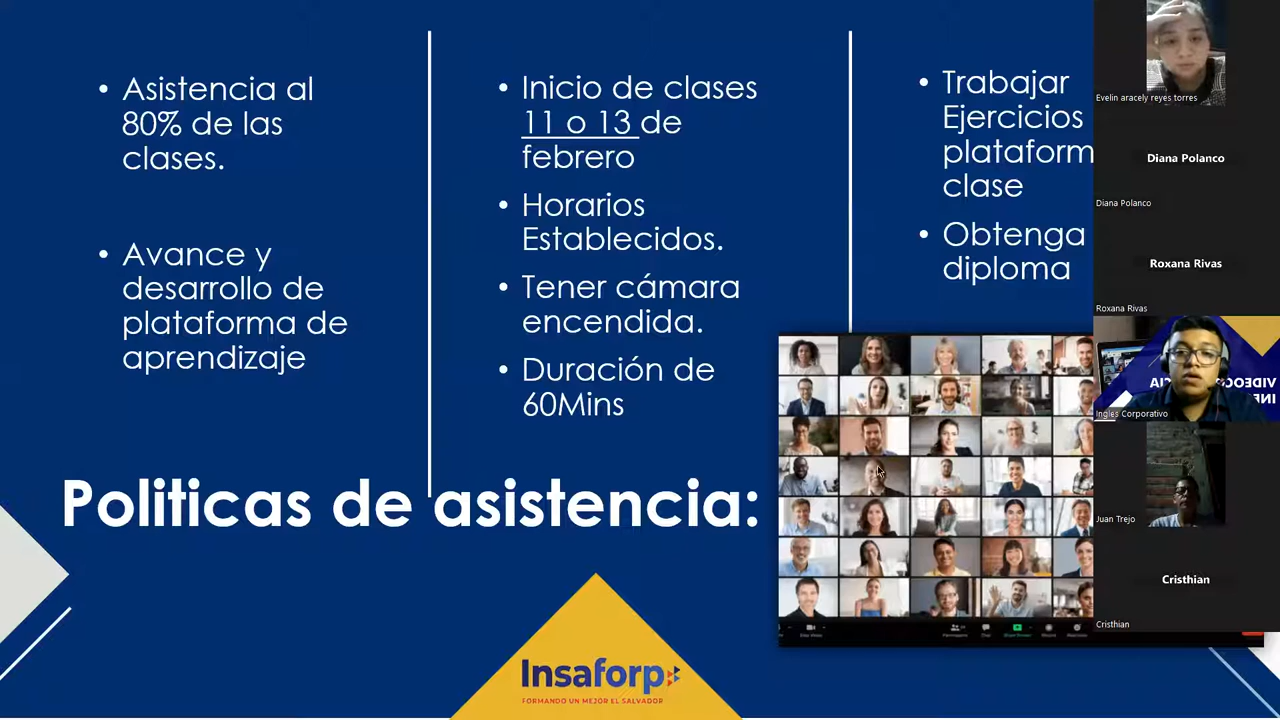 • Asistencia al
80% de las
clases.
• Avance y
desarrollo de
plataforma de
aprendizaje
• Inicio de clases
11 o 13 de
febrero
• Horarios
Establecidos.
• Tener cámara
encendida.
• Duración de
60Mins
• Trabajar
Ejercicios
plataform
clase
• Obtenga
diploma
Politicas de asistencia:
Insaforp
FORMANDO UN MEJOR EL SALVADOR
Evelin aracely reyes torres
Diana Polanco
Diana Polanco
Roxana Rivas
Roxana Rivas
Ingles Corporativo
Juan Trejo
Cristhian
Cristhian